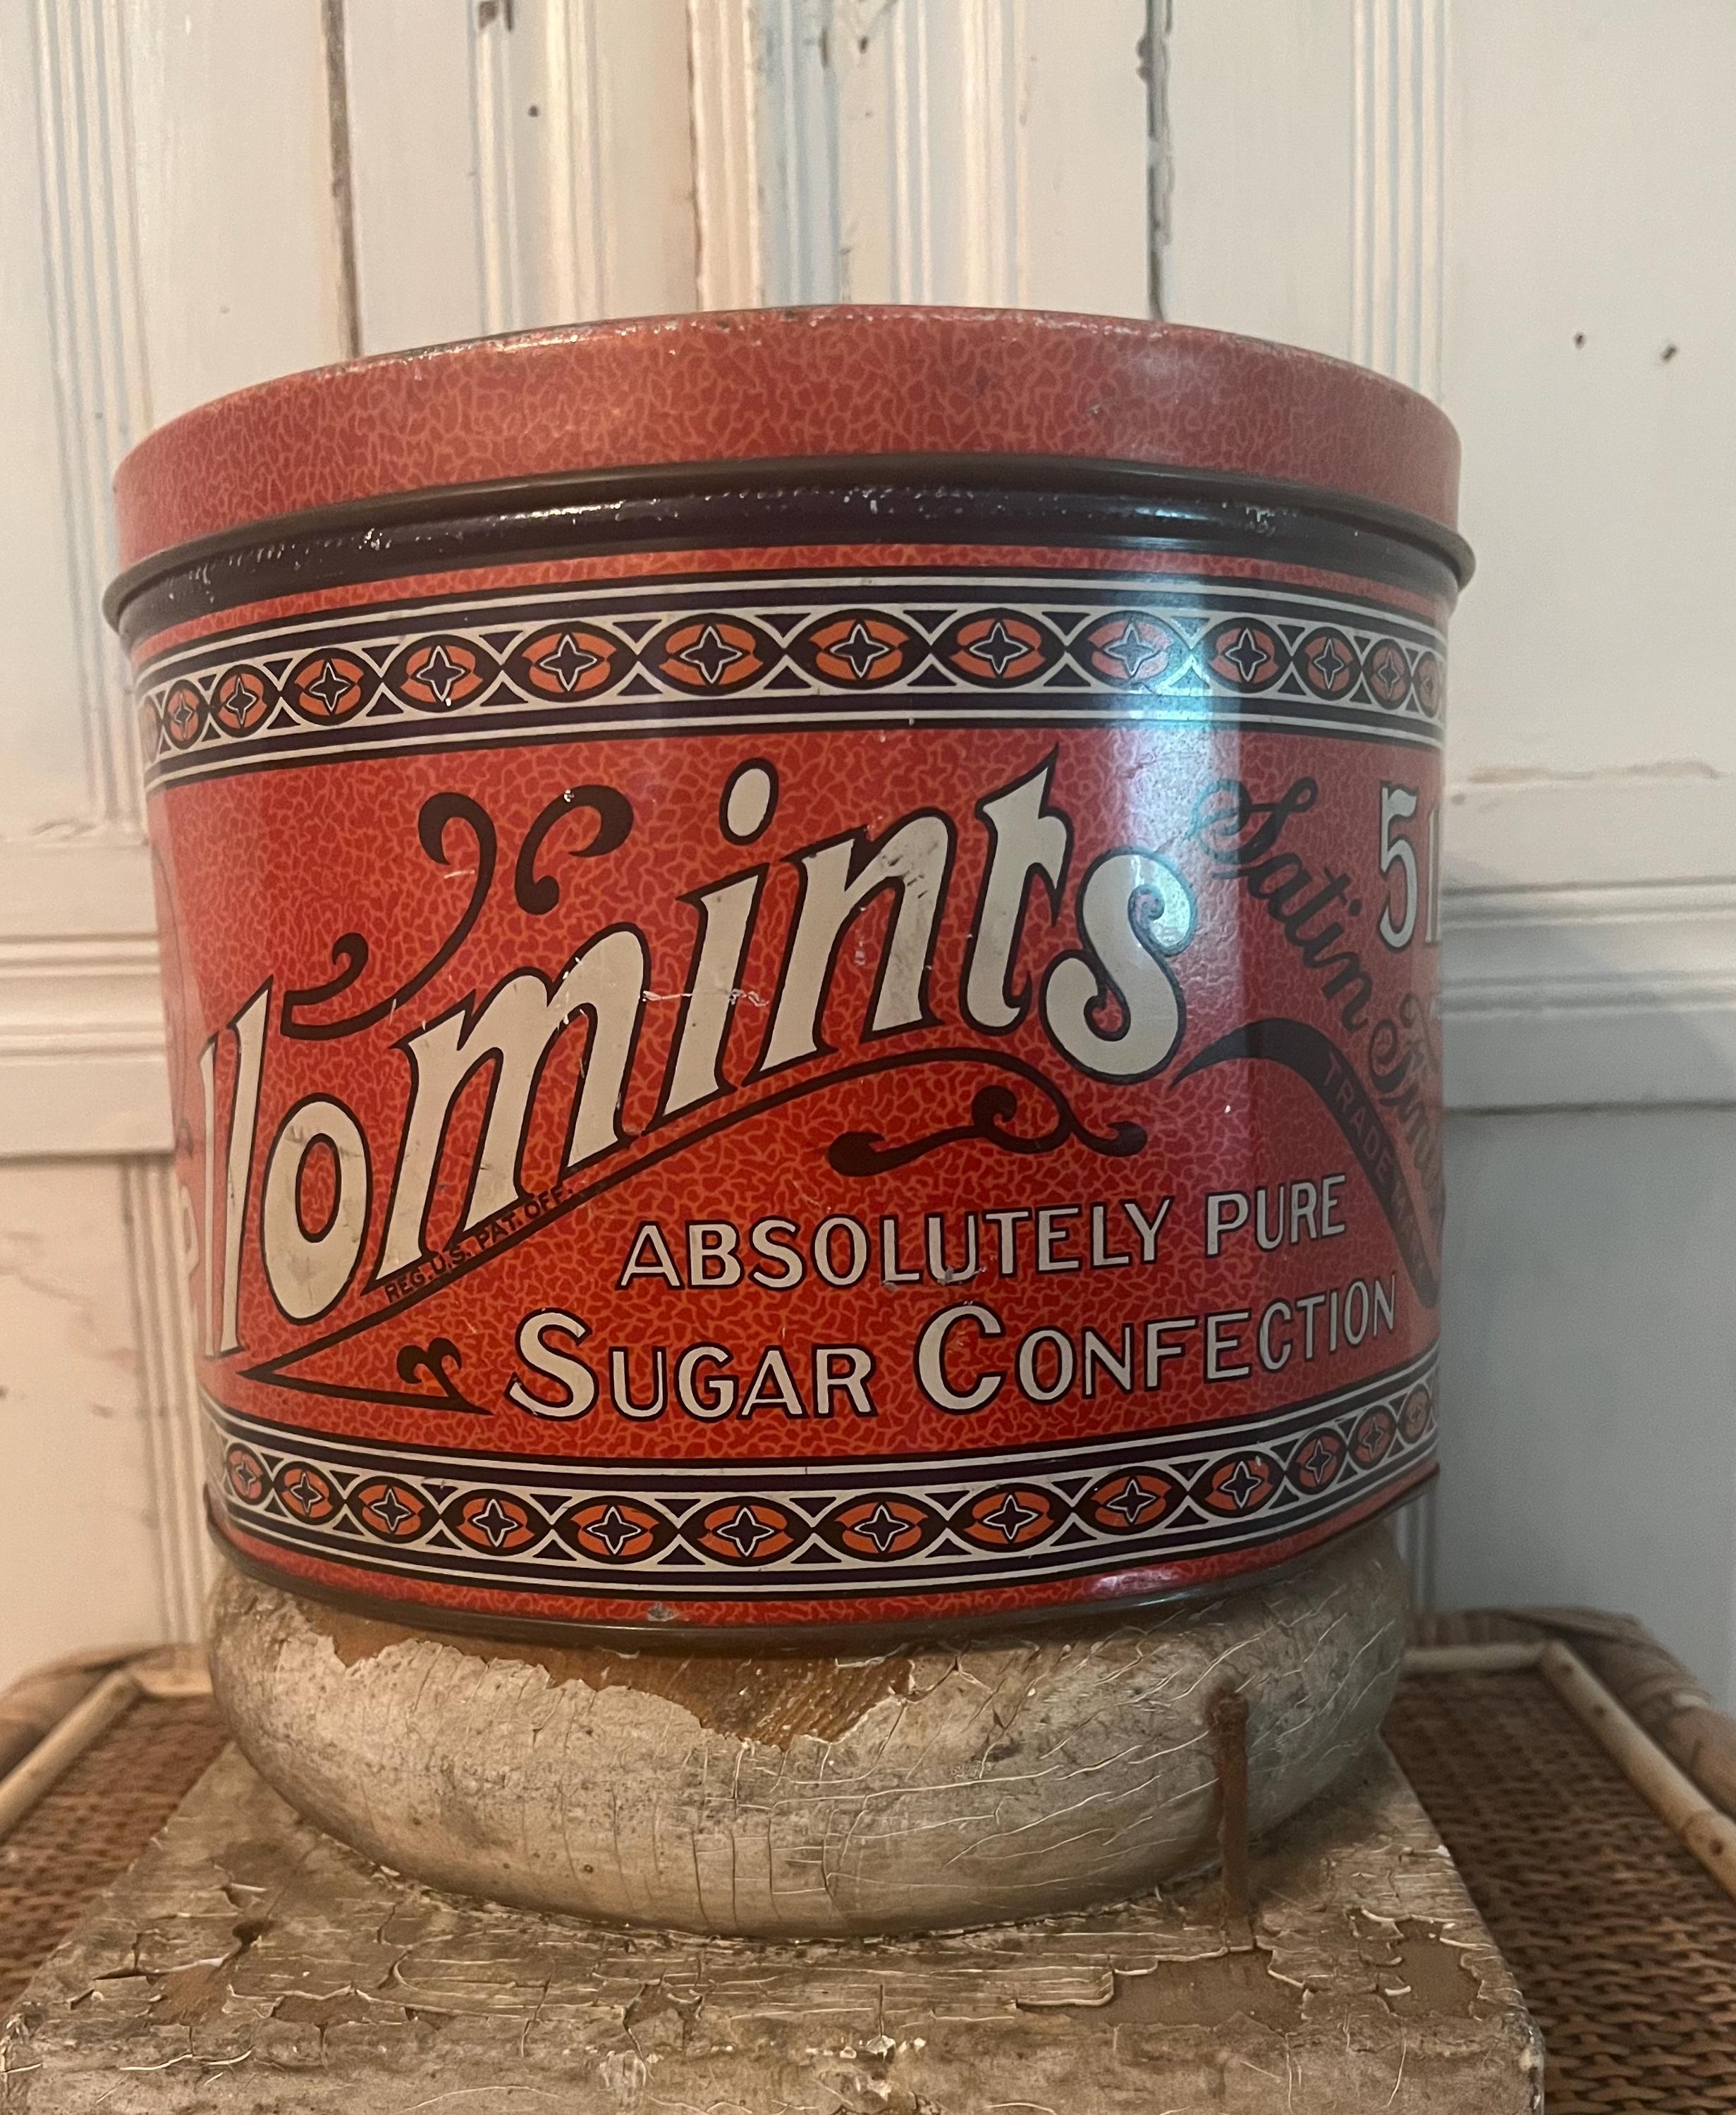 llomints
REG. U.S. PAT. OFF.
ABSOLUTELY PURE
SUGAR CONFECTION
Satin
TRADE MARK
5